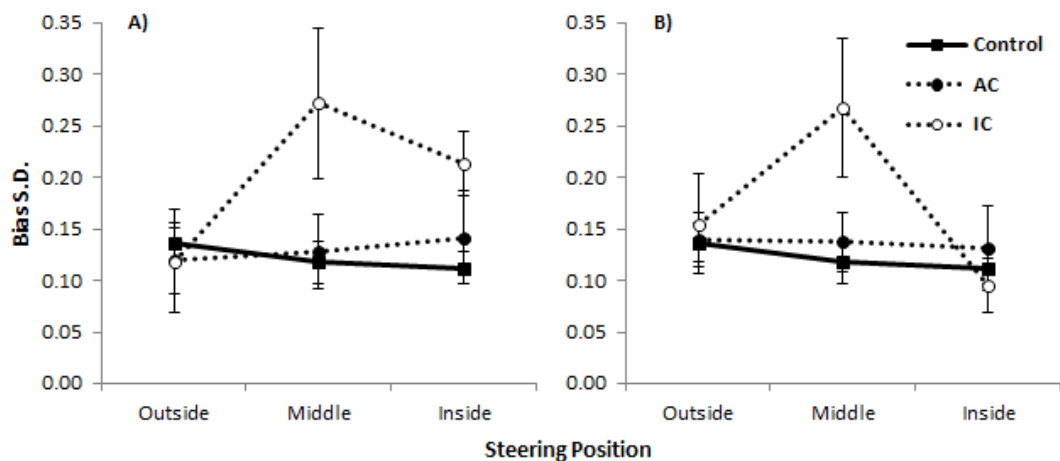 A)
B)
0.35
0.30
0.25
0.20
0.15
0.10
0.05
0.00
Bias S.D.
Outside Middle Inside
0.35
0.30
0.25
0.20
0.15
0.10
0.05
0.00
Outside Middle Inside
Control
AC
IC
Steering Position